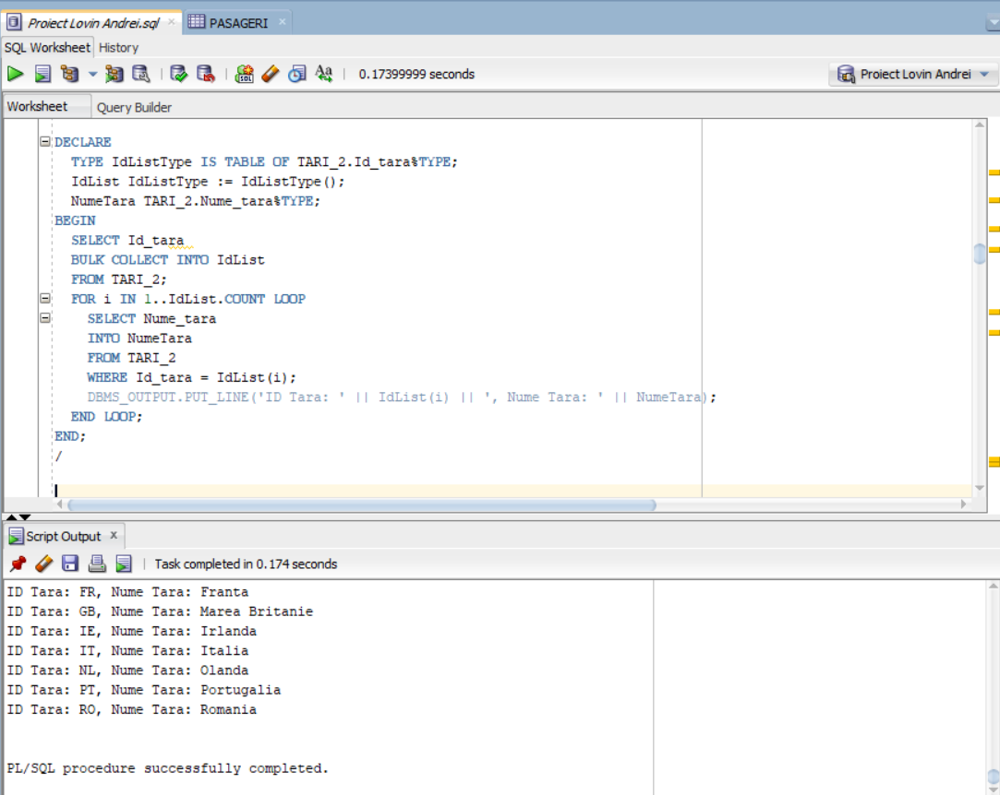 Proiect Lovin Andrei.sql × PASAGERI ×
SQL Worksheet History
0.17399999 seconds Proiect Lovin Andrei
Worksheet Query Builder
DECLARE
TYPE IdListType IS TABLE OF TARI_2.Id_tara%TYPE;
IdList IdListType := IdListType();
NumeTara TARI_2.Nume_tara%TYPE;
BEGIN
SELECT Id_tara
BULK COLLECT INTO IdList
FROM TARI_2;
FOR i IN 1..IdList.COUNT LOOP
SELECT Nume_tara
INTO NumeTara
FROM TARI_2
WHERE Id_tara = IdList(i);
DBMS_OUTPUT.PUT_LINE('ID Tara: ' || IdList(i) || ', Nume Tara: ' || NumeTara);
END LOOP;
END;
/
Script Output ×
Task completed in 0.174 seconds
ID Tara: FR, Nume Tara: Franta
ID Tara: GB, Nume Tara: Marea Britanie
ID Tara: IE, Nume Tara: Irlanda
ID Tara: IT, Nume Tara: Italia
ID Tara: NL, Nume Tara: Olanda
ID Tara: PT, Nume Tara: Portugalia
ID Tara: RO, Nume Tara: Romania
PL/SQL procedure successfully completed.